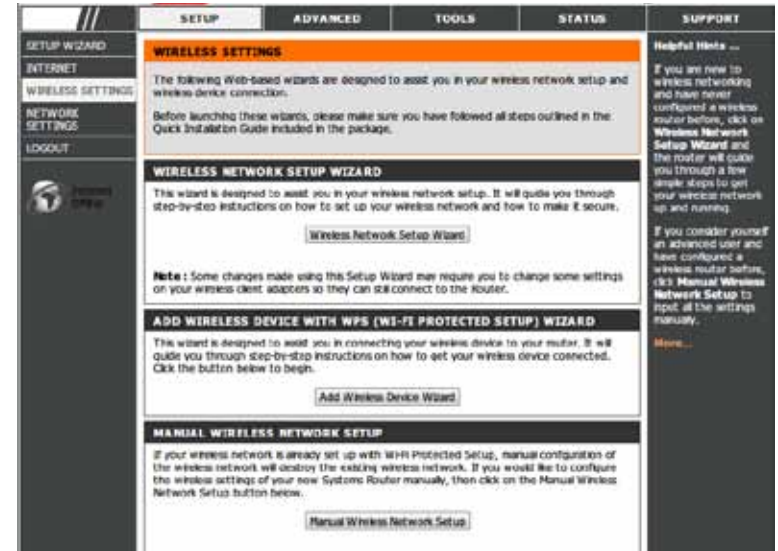 SETUP
ADVANCED
TOOLS
STATUS
SUPPORT
SETUP WIZARD
INTERNET
WIRELESS SETTINGS
NETWORK
SETTINGS
LOGOUT
WIRELESS SETTINGS
The following Web-based wizards are designed to assist you in your wireless network setup and
wireless device connection.
Before launching these wizards, please make sure you have followed all steps outlined in the
Quick Installation Guide included in the package.
WIRELESS NETWORK SETUP WIZARD
This wizard is designed to assist you in your wireless network setup. It will guide you through
step-by-step instructions on how to set up your wireless network and how to make it secure.
Wireless Network Setup Wizard
Note : Some changes made using this Setup Wizard may require you to change some settings
on your wireless client adapters so they can still connect to the Router.
ADD WIRELESS DEVICE WITH WPS (WI-FI PROTECTED SETUP) WIZARD
This wizard is designed to assist you in connecting your wireless device to your router. It will
guide you through step-by-step instructions on how to get your wireless device connected.
Click the button below to begin.
Add Wireless Device Wizard
MANUAL WIRELESS NETWORK SETUP
If your wireless network is already set up with Wi-Fi Protected Setup, manual configuration of
the wireless network will destroy the existing wireless network. If you would like to configure
the wireless settings of your new Systems Router manually, then click on the Manual Wireless
Network Setup button below.
Manual Wireless Network Setup
Helpful Hints ...
If you are new to
wireless networking
and have never
configured a wireless
router before, click on
Wireless Network
Setup Wizard and
the router will guide
you through a few
simple steps to get
your wireless network
up and running.
If you consider yourself
an advanced user and
have configured a
wireless router before,
click Manual Wireless
Network Setup to
input all the settings
manually.
More...